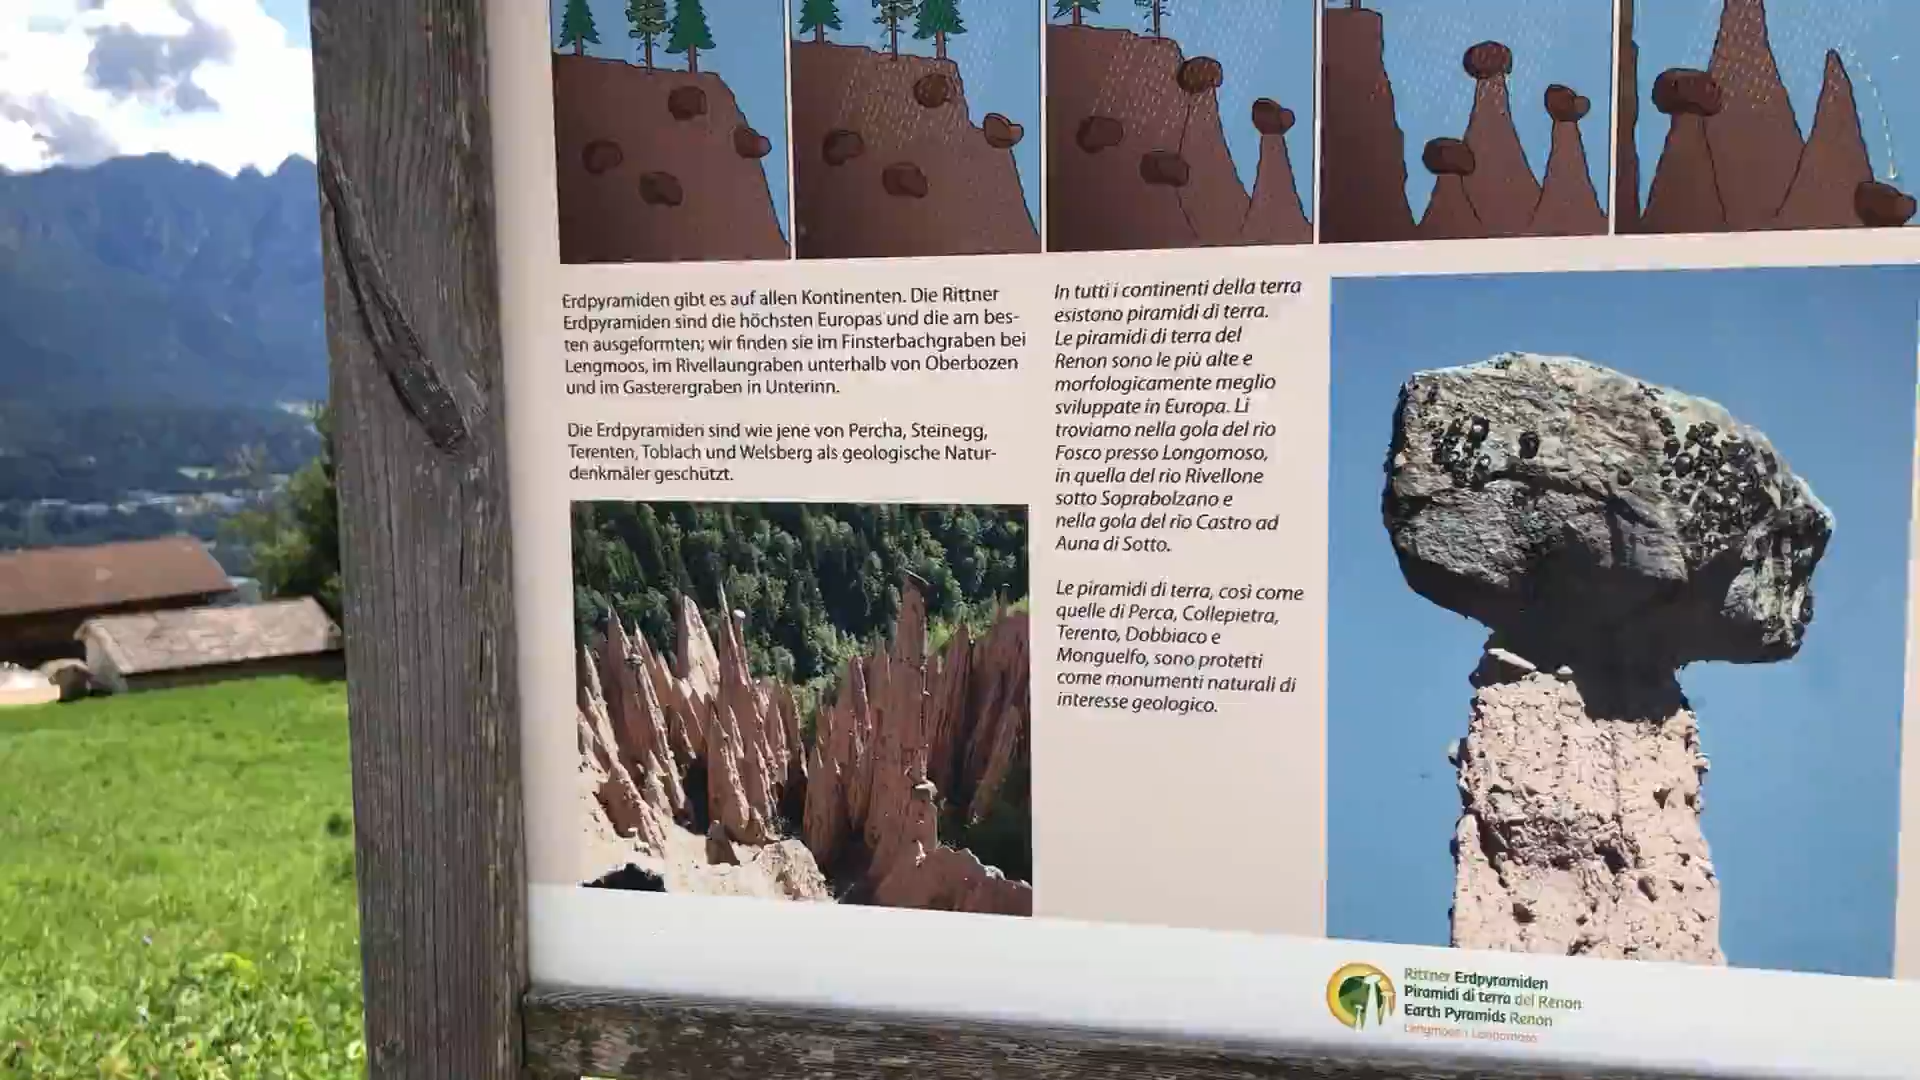 Erdpyramiden gibt es auf allen Kontinenten. Die Rittner
Erdpyramiden sind die höchsten Europas und die am bes-
ten ausgeformten; wir finden sie im Finsterbachgraben bei
Lengmoos, im Rivellaungraben unterhalb von Oberbozen
und im Gasterergraben in Unterinn.
Die Erdpyramiden sind wie jene von Percha, Steinegg,
Terenten, Toblach und Welsberg als geologische Natur-
denkmäler geschützt.
In tutti i continenti della terra
esistono piramidi di terra.
Le piramidi di terra del
Renon sono le più alte e
morfologicamente meglio
sviluppate in Europa. Li
troviamo nella gola del rio
Fosco presso Longomoso,
in quella del rio Rivellone
sotto Soprabolzano e
nella gola del rio Castro ad
Auna di Sotto.
Le piramidi di terra, così come
quelle di Perca, Collepietra,
Terento, Dobbiaco e
Monguelfo, sono protetti
come monumenti naturali di
interesse geologico.
Rittner Erdpyramiden
Piramidi di terra del Renon
Earth Pyramids Renon
Lengmoos | Longomoso